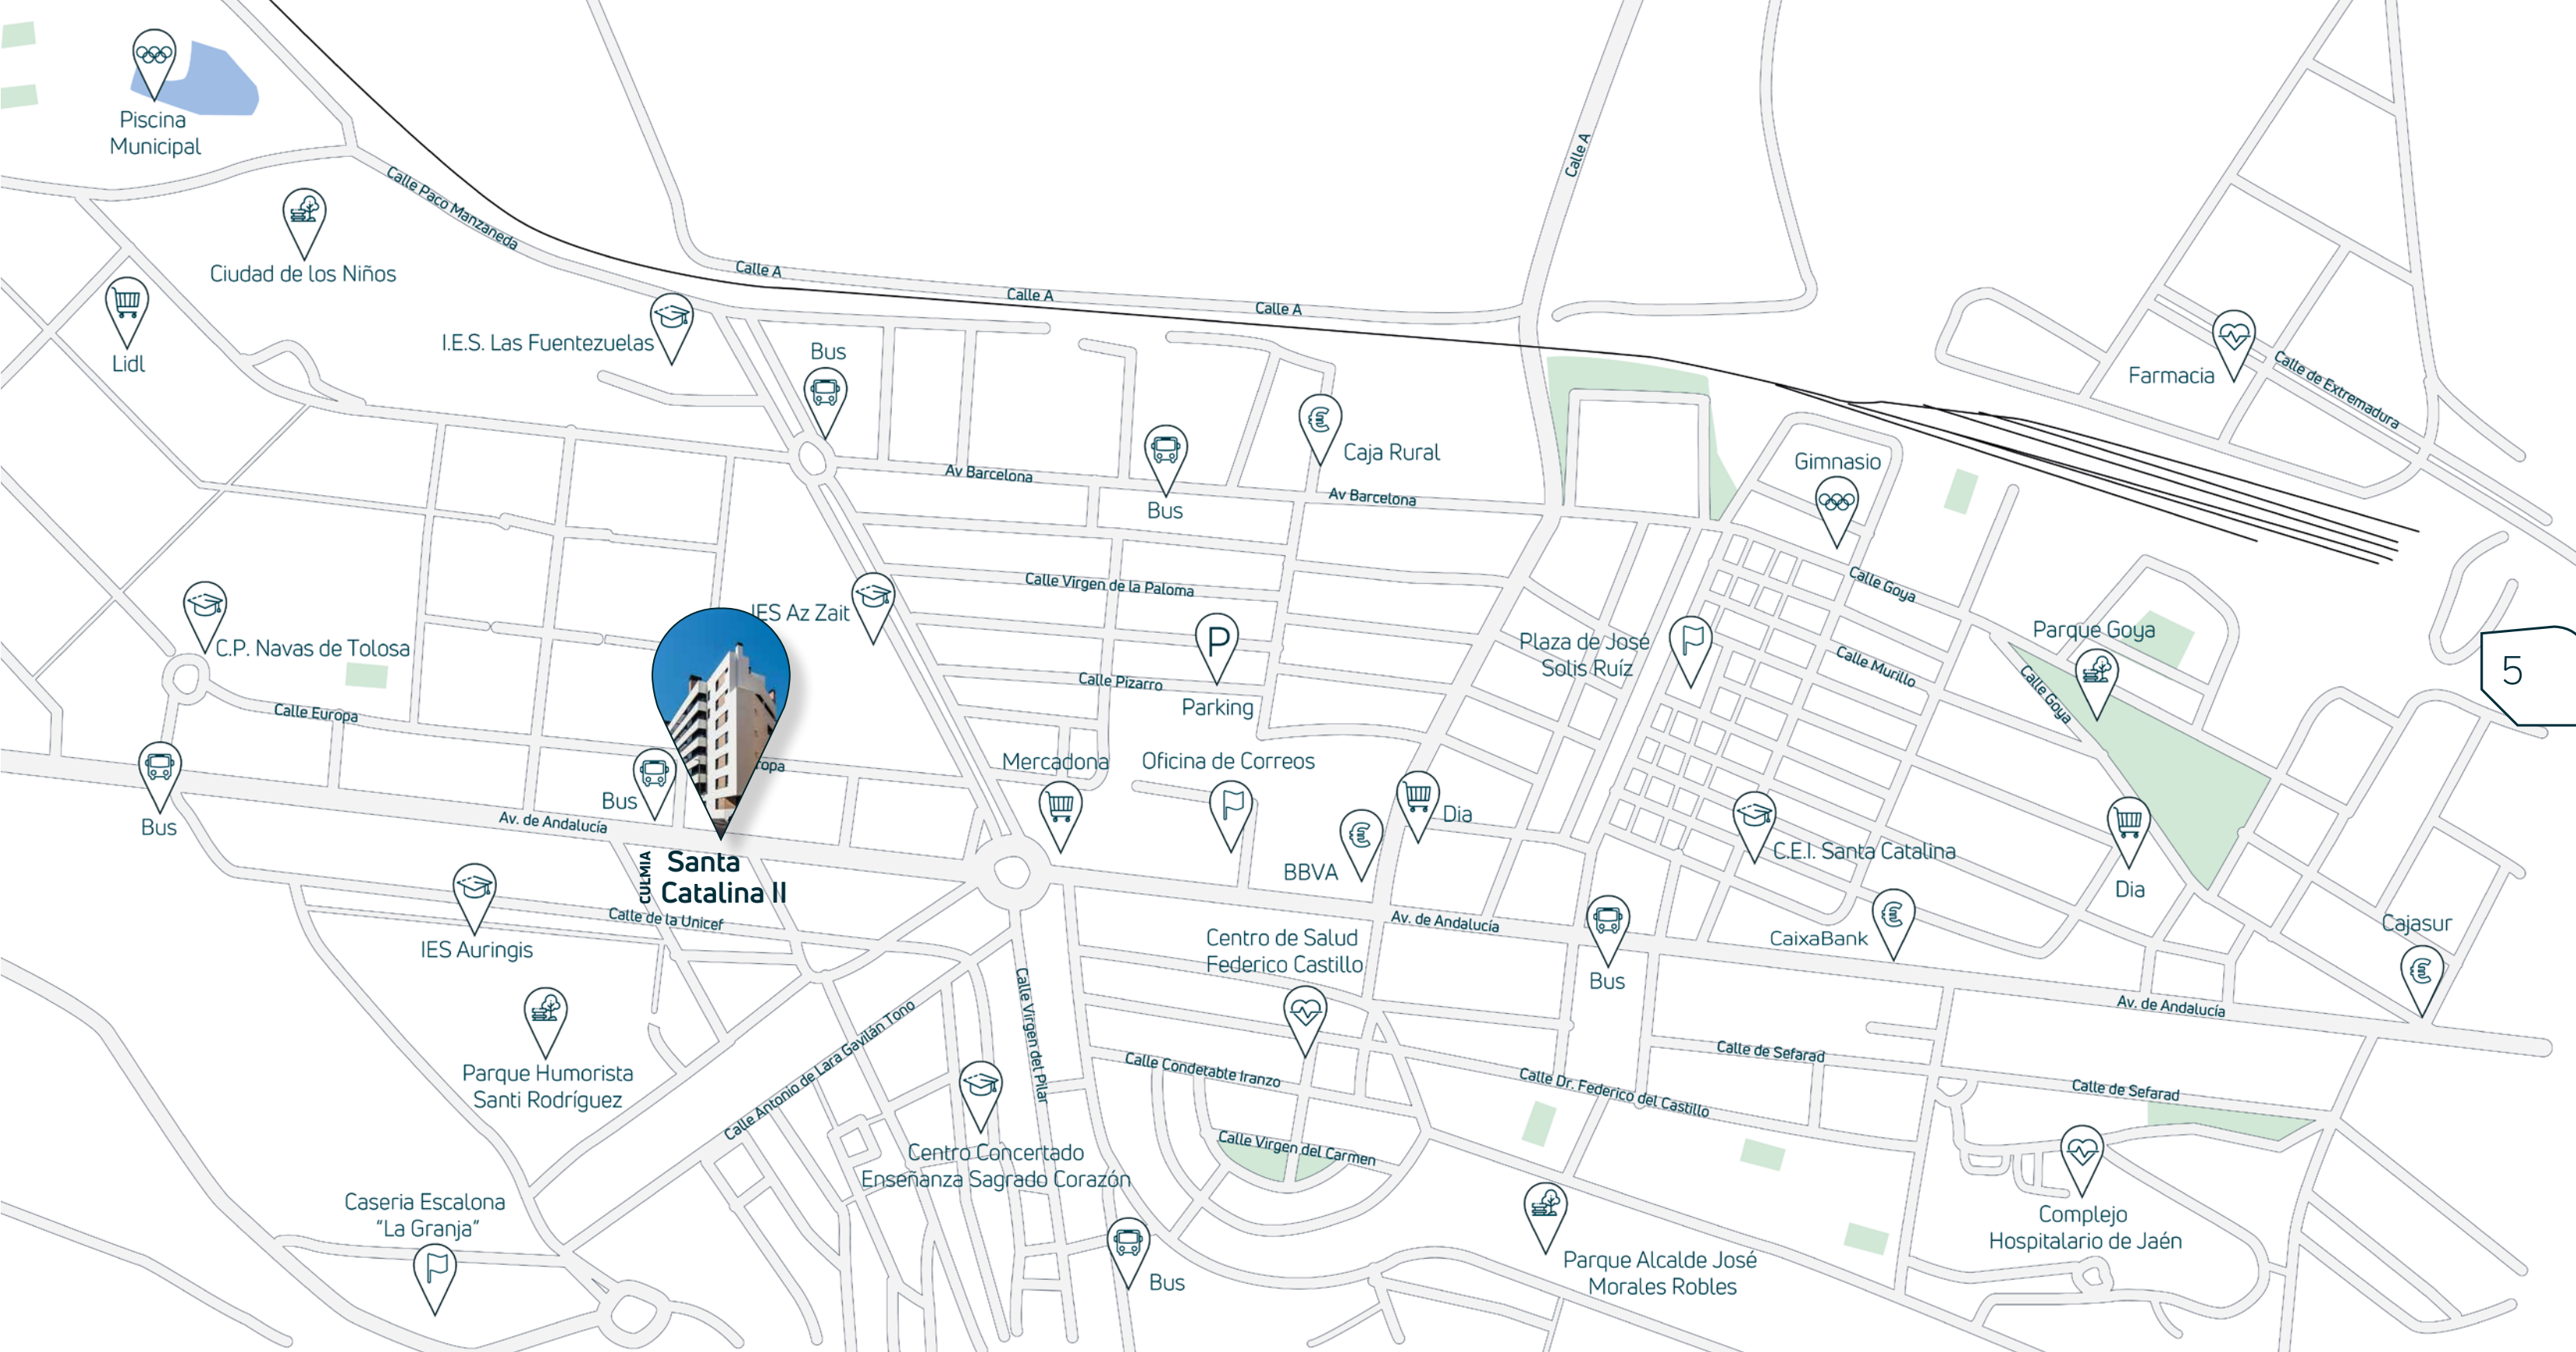 Piscina
Municipal
Calle Paco Manzaneda
Ciudad de los Niños
Calle A
Calle A
Calle A
Calle A
Lidl
I.E.S. Las Fuentezuelas
Bus
Farmacia
Calle de Extremadura
Caja Rural
Av Barcelona
Bus
Av Barcelona
Gimnasio
Calle Virgen de la Paloma
Calle Goya
IES Az Zait
C.P. Navas de Tolosa
P
Parking
Plaza de José
Solis Ruíz
Parque Goya
Calle Murillo
Calle Goya
5
Calle Pizarro
Calle Europa
ropa
Mercadona
Oficina de Correos
Bus
Bus
Av. de Andalucía
Dia
BBVA
C.E.I. Santa Catalina
Dia
CULMIA
Santa
Catalina II
Calle de la Unicef
IES Auringis
Av. de Andalucía
CaixaBank
Cajasur
Centro de Salud
Federico Castillo
Bus
Av. de Andalucía
Calle Virgen del Pilar
Calle Antonio de Lara Gavilán Tono
Parque Humorista
Santi Rodríguez
Calle Condetable Iranzo
Calle Dr. Federico del Castillo
Calle de Sefarad
Calle de Sefarad
Centro Concertado
Enseñanza Sagrado Corazón
Calle Virgen del Carmen
Caseria Escalona
"La Granja"
Bus
Parque Alcalde José
Morales Robles
Complejo
Hospitalario de Jaén